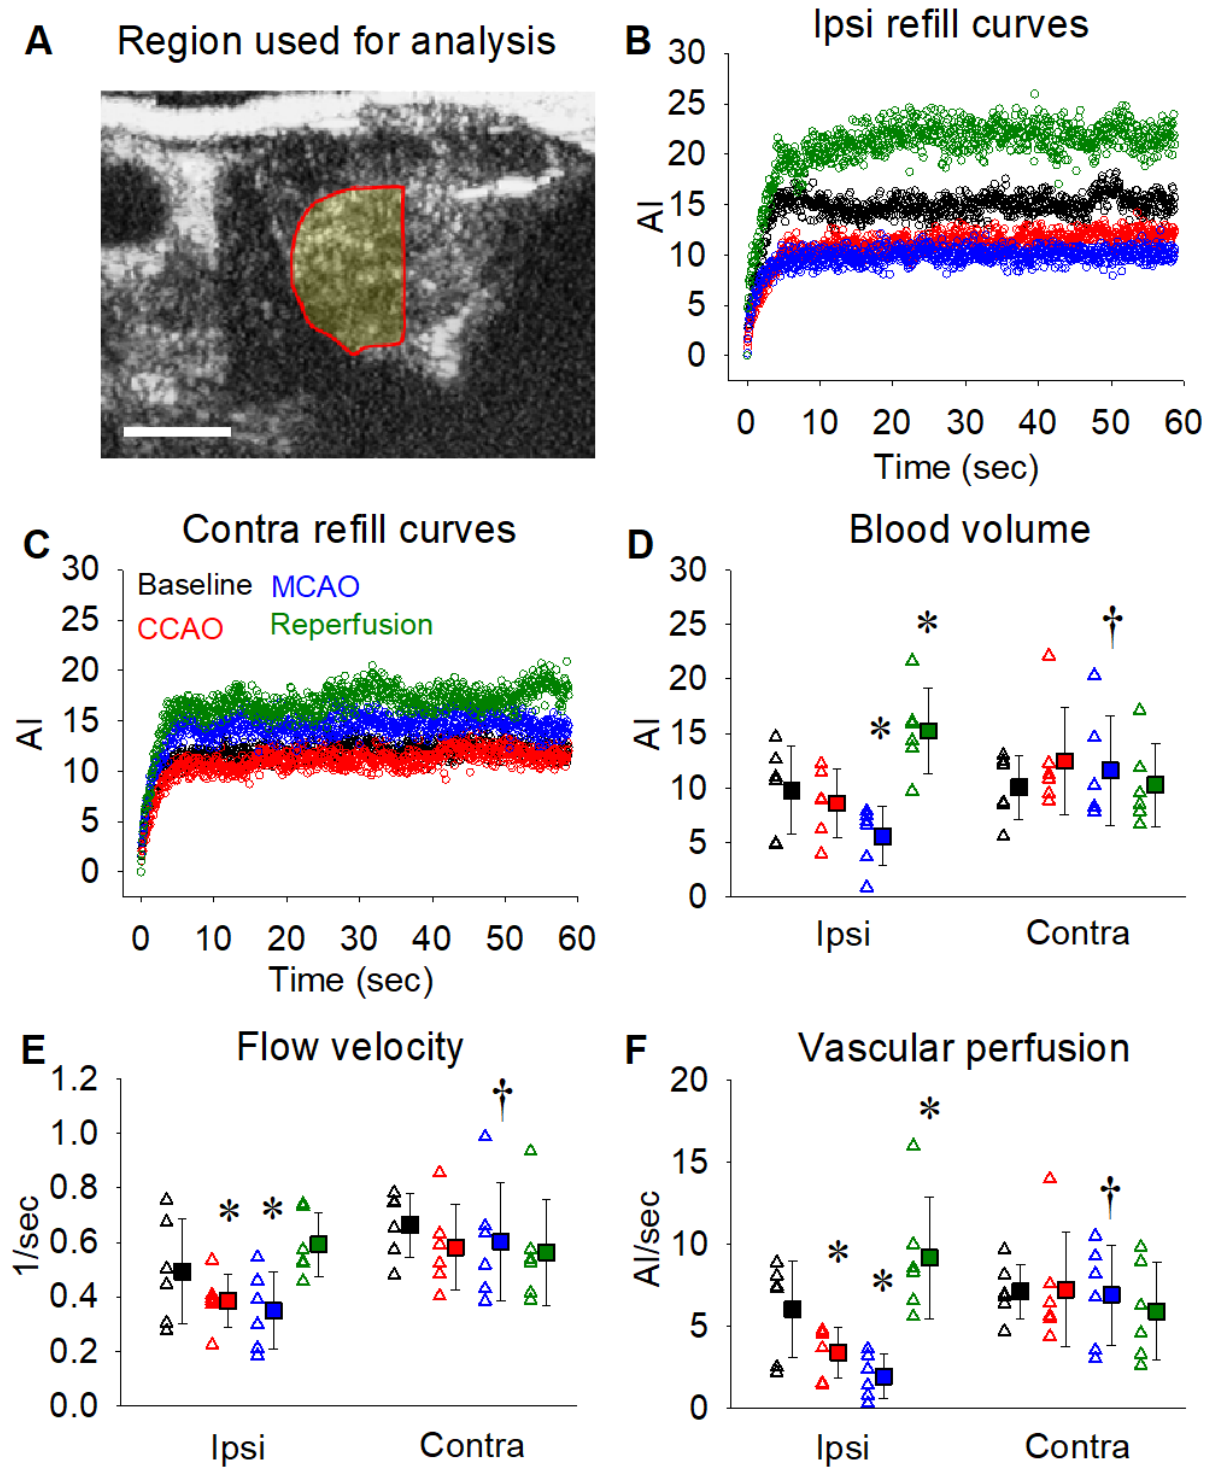 A Region used for analysis
B Ipsi refill curves
30
25
20
15
10
5
0
AI
0 10 20 30 40 50 60
Time (sec)
C Contra refill curves
30
25
20
15
10
5
0
AI
Baseline MCAO
CCAO Reperfusion
0 10 20 30 40 50 60
Time (sec)
D Blood volume
30
25
20
15
10
5
0
AI
* * †
Ipsi Contra
E Flow velocity
1.2
1.0
0.8
0.6
0.4
0.2
0.0
1/sec
* * †
Ipsi Contra
F Vascular perfusion
20
15
10
5
0
AI/sec
* * * †
Ipsi Contra